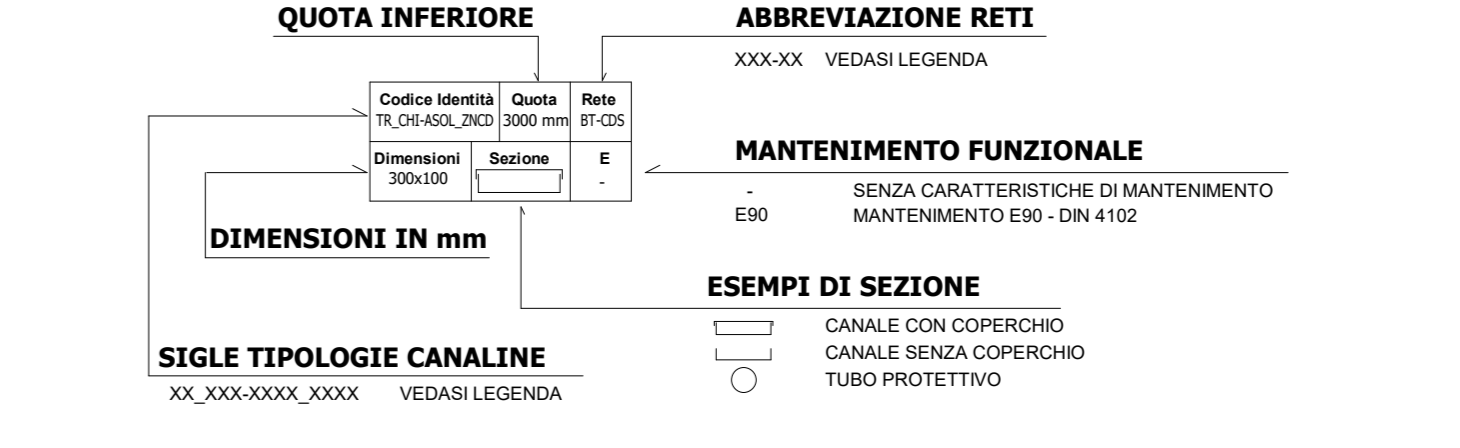 QUOTA INFERIORE
ABBREVIAZIONE RETI
XXX-XX VEDASI LEGENDA
Codice Identità Quota Rete
TR_CHI-ASOL_ZNCD 3000 mm BT-CDS
Dimensioni Sezione E
300x100 -
MANTENIMENTO FUNZIONALE
- SENZA CARATTERISTICHE DI MANTENIMENTO
E90 MANTENIMENTO E90 - DIN 4102
DIMENSIONI IN mm
ESEMPI DI SEZIONE
CANALE CON COPERCHIO
CANALE SENZA COPERCHIO
TUBO PROTETTIVO
SIGLE TIPOLOGIE CANALINE
XX_XXX-XXXX_XXXX VEDASI LEGENDA